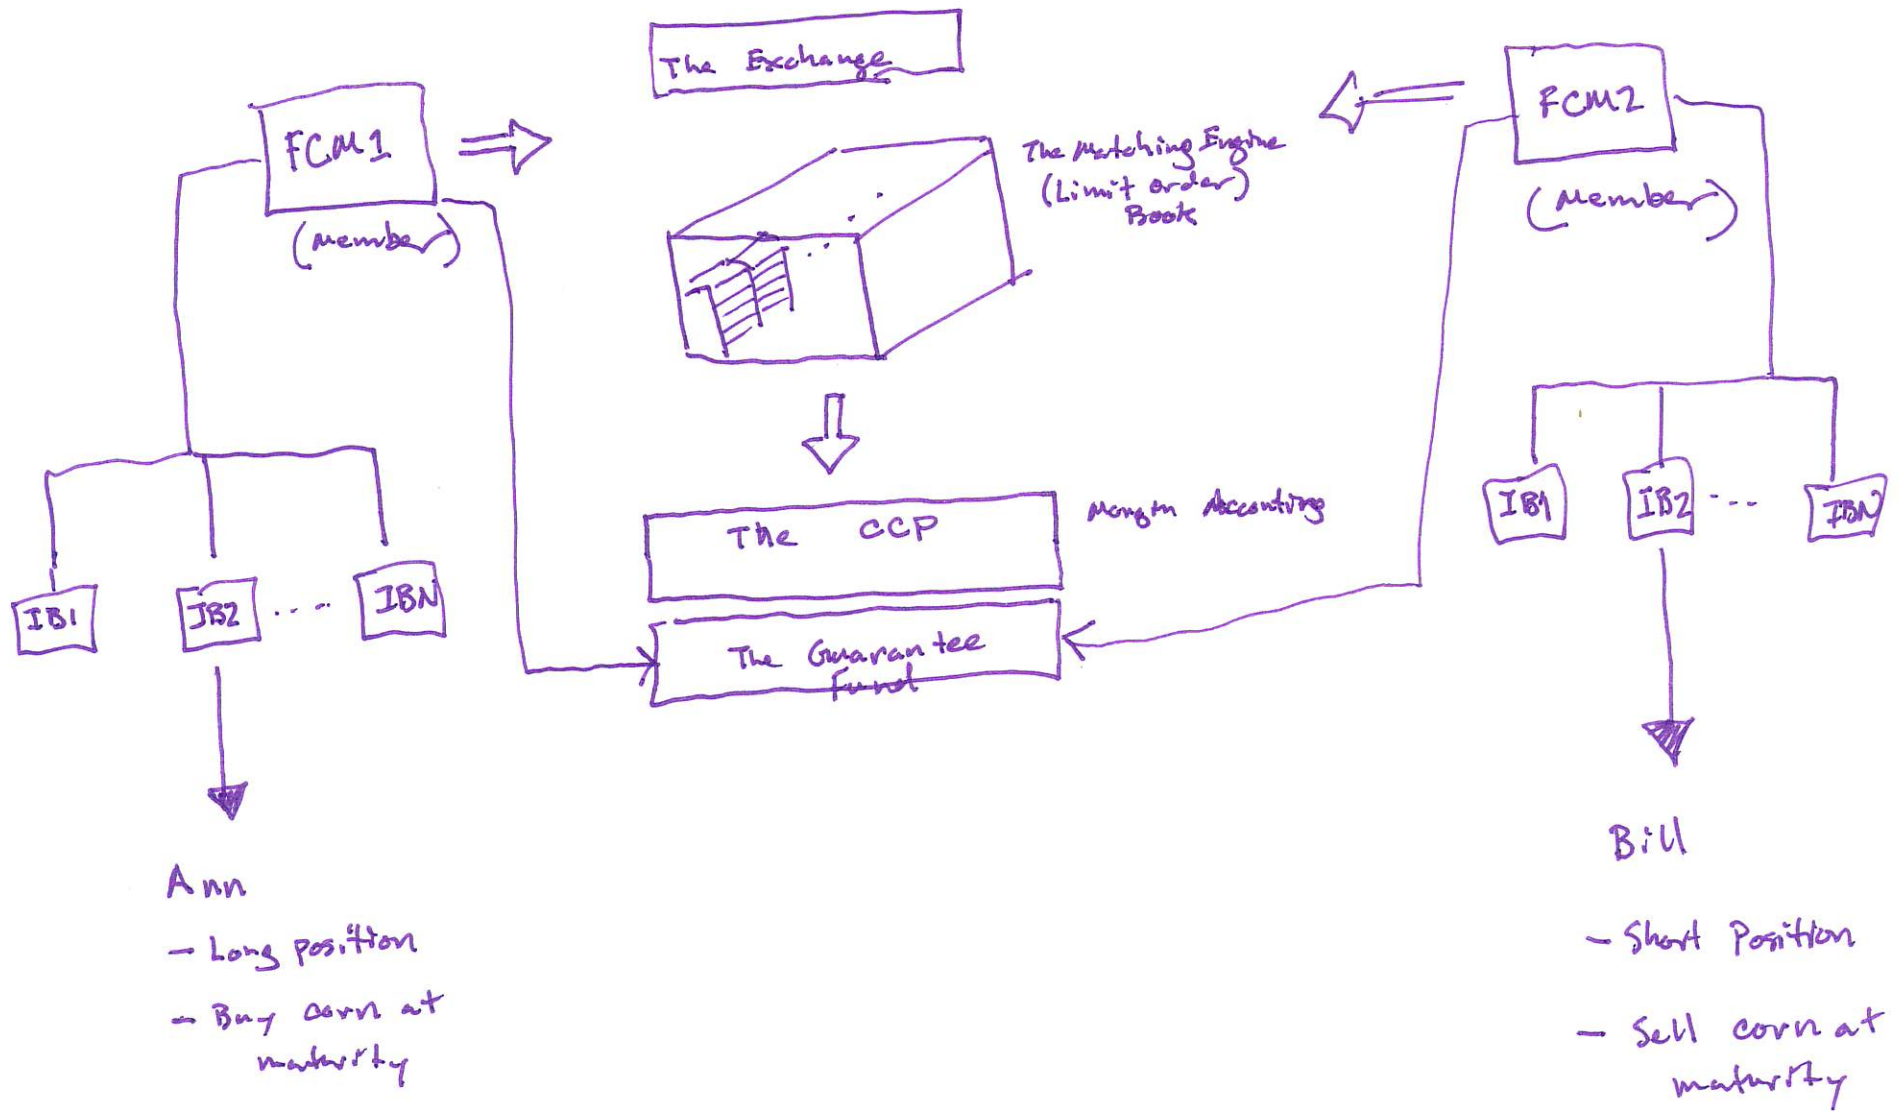 The Exchange
FCM1
(Member)
The Matching Engine
(Limit order)
Book
FCM2
(Member)
The CCP
Margin Accounting
The Guarantee
Fund
IB1
IB2
....
IBN
IB1
IB2
...
IBN
Ann
- Long position
- Buy corn at
maturity
Bill
- Short Position
- Sell corn at
maturity